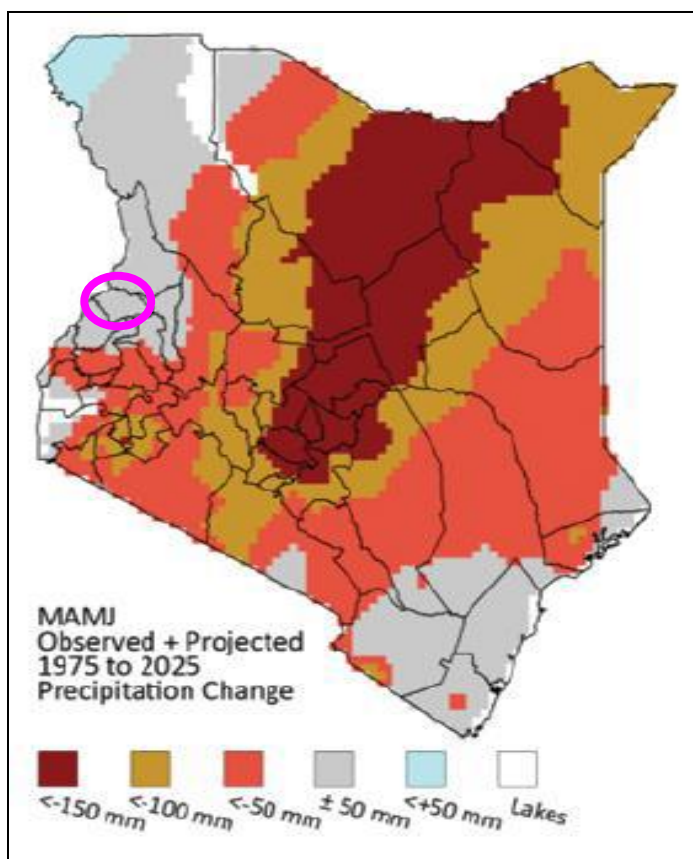 MAMJ
Observed + Projected
1975 to 2025
Precipitation Change
<-150 mm
<-100 mm
<-50 mm
± 50 mm
<+50 mm
Lakes